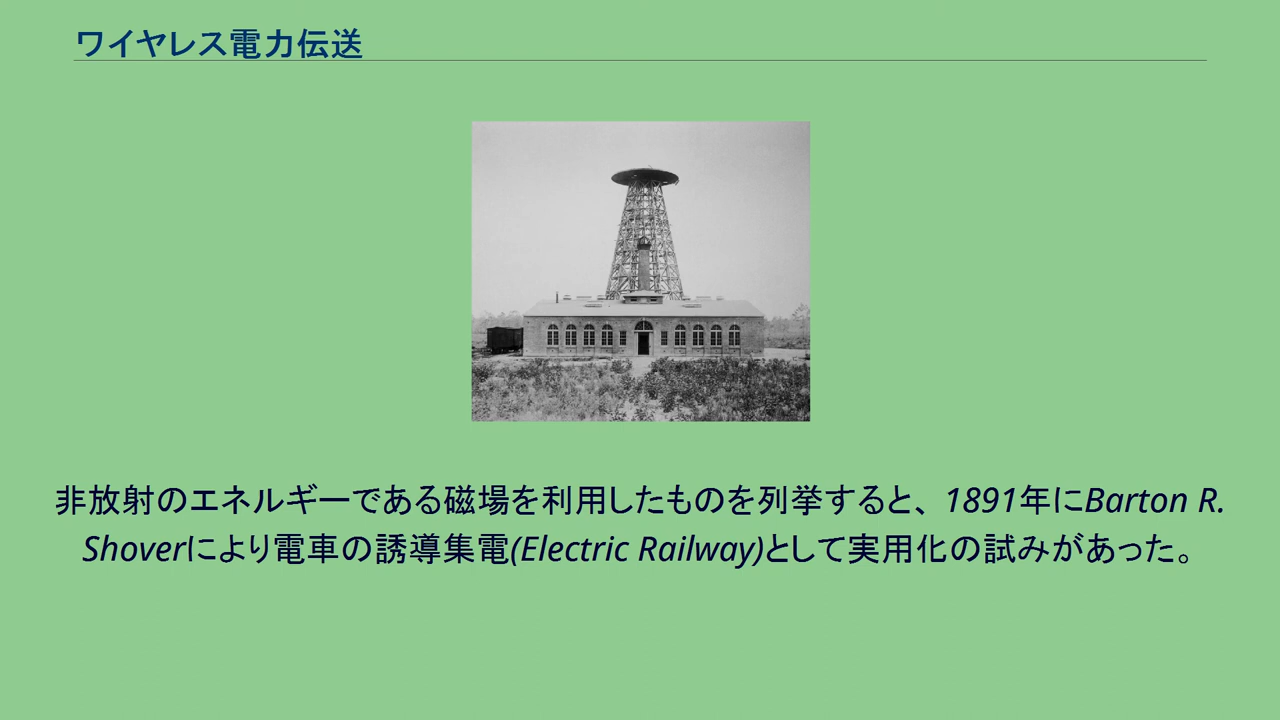 ワイヤレス電力伝送
非放射のエネルギーである磁場を利用したものを列挙すると、1891年にBarton R.
Shoverにより電車の誘導集電(Electric Railway)として実用化の試みがあった。